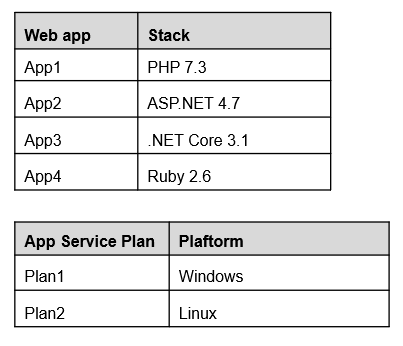 Web app Stack
App1 PHP 7.3
App2 ASP.NET 4.7
App3 .NET Core 3.1
App4 Ruby 2.6
App Service Plan Plaftorm
Plan1 Windows
Plan2 Linux